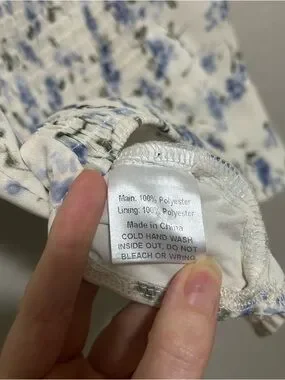 Main: 100% Polyester
Lining: 100% Polyester
Made in China
COLD HAND WASH
INSIDE OUT, DO NOT
BLEACH OR WRING